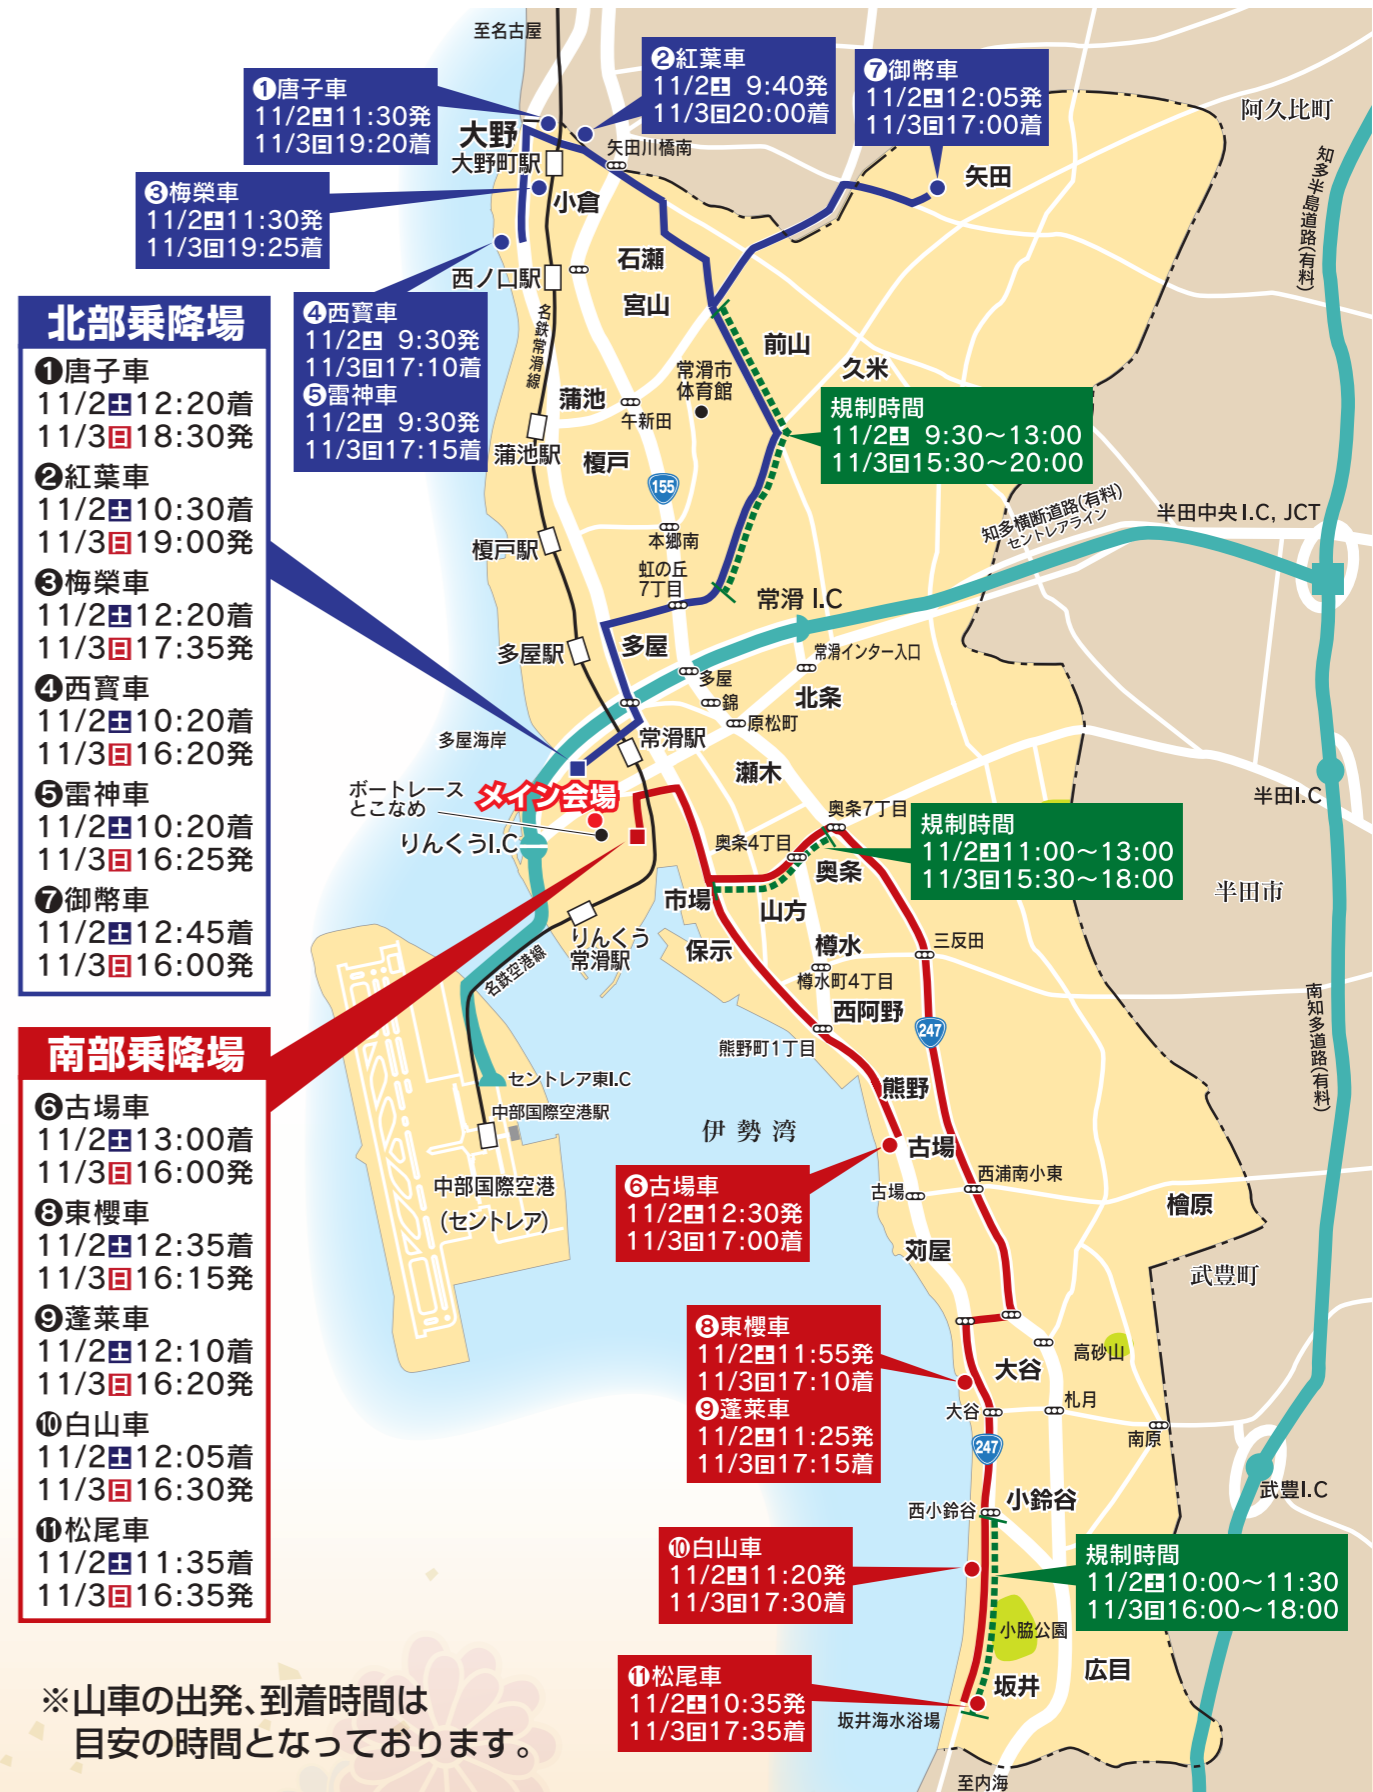 至名古屋
❶唐子車
11/2土11:30発
11/3日19:20着
❷紅葉車
11/2土 9:40発
11/3日20:00着
❼御幣車
11/2土12:05発
11/3日17:00着
阿久比町
知多半島道路(有料)
大野
大野町駅
矢田川橋南
矢田
❸梅榮車
11/2土11:30発
11/3日19:25着
小倉
石瀬
西ノ口駅
宮山
名鉄常滑線
❹西寶車
11/2土 9:30発
11/3日17:10着
❺雷神車
11/2土 9:30発
11/3日17:15着
前山
久米
常滑市
体育館
蒲池
午新田
蒲池駅
榎戸
規制時間
11/2土 9:30～13:00
11/3日15:30～20:00
155
知多横断道路(有料)
セントレアライン
半田中央I.C, JCT
榎戸駅
本郷南
虹の丘
7丁目
常滑 I.C
多屋駅
多屋
常滑インター入口
多屋
錦
北条
原松町
多屋海岸
常滑駅
瀬木
半田I.C
ボートレース
とこなめ
メイン会場
りんくうI.C
奥条7丁目
奥条4丁目
奥条
規制時間
11/2土11:00～13:00
11/3日15:30～18:00
半田市
市場
山方
保示
樽水
三反田
樽水町4丁目
りんくう
常滑駅
名鉄空港線
西阿野
247
南知多道路(有料)
熊野町1丁目
セントレア東I.C
中部国際空港駅
熊野
伊勢湾
古場
中部国際空港
(セントレア)
❻古場車
11/2土12:30発
11/3日17:00着
古場
西浦南小東
檜原
苅屋
武豊町
❽東櫻車
11/2土11:55発
11/3日17:10着
❾蓬莱車
11/2土11:25発
11/3日17:15着
高砂山
大谷
大谷
札月
南原
247
武豊I.C
西小鈴谷
小鈴谷
❿白山車
11/2土11:20発
11/3日17:30着
規制時間
11/2土10:00～11:30
11/3日16:00～18:00
小脇公園
⓫松尾車
11/2土10:35発
11/3日17:35着
坂井
広目
坂井海水浴場
至内海
北部乗降場
❶唐子車
11/2土12:20着
11/3日18:30発
❷紅葉車
11/2土10:30着
11/3日19:00発
❸梅榮車
11/2土12:20着
11/3日17:35発
❹西寶車
11/2土10:20着
11/3日16:20発
❺雷神車
11/2土10:20着
11/3日16:25発
❼御幣車
11/2土12:45着
11/3日16:00発
南部乗降場
❻古場車
11/2土13:00着
11/3日16:00発
❽東櫻車
11/2土12:35着
11/3日16:15発
❾蓬莱車
11/2土12:10着
11/3日16:20発
❿白山車
11/2土12:05着
11/3日16:30発
⓫松尾車
11/2土11:35着
11/3日16:35発
※山車の出発、到着時間は
目安の時間となっております。